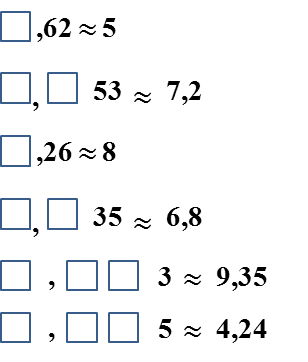 □,62 ≈ 5
□,□ 53 ≈ 7,2
□,26 ≈ 8
□,□ 35 ≈ 6,8
□ , □ □ 3 ≈ 9,35
□ , □ □ 5 ≈ 4,24